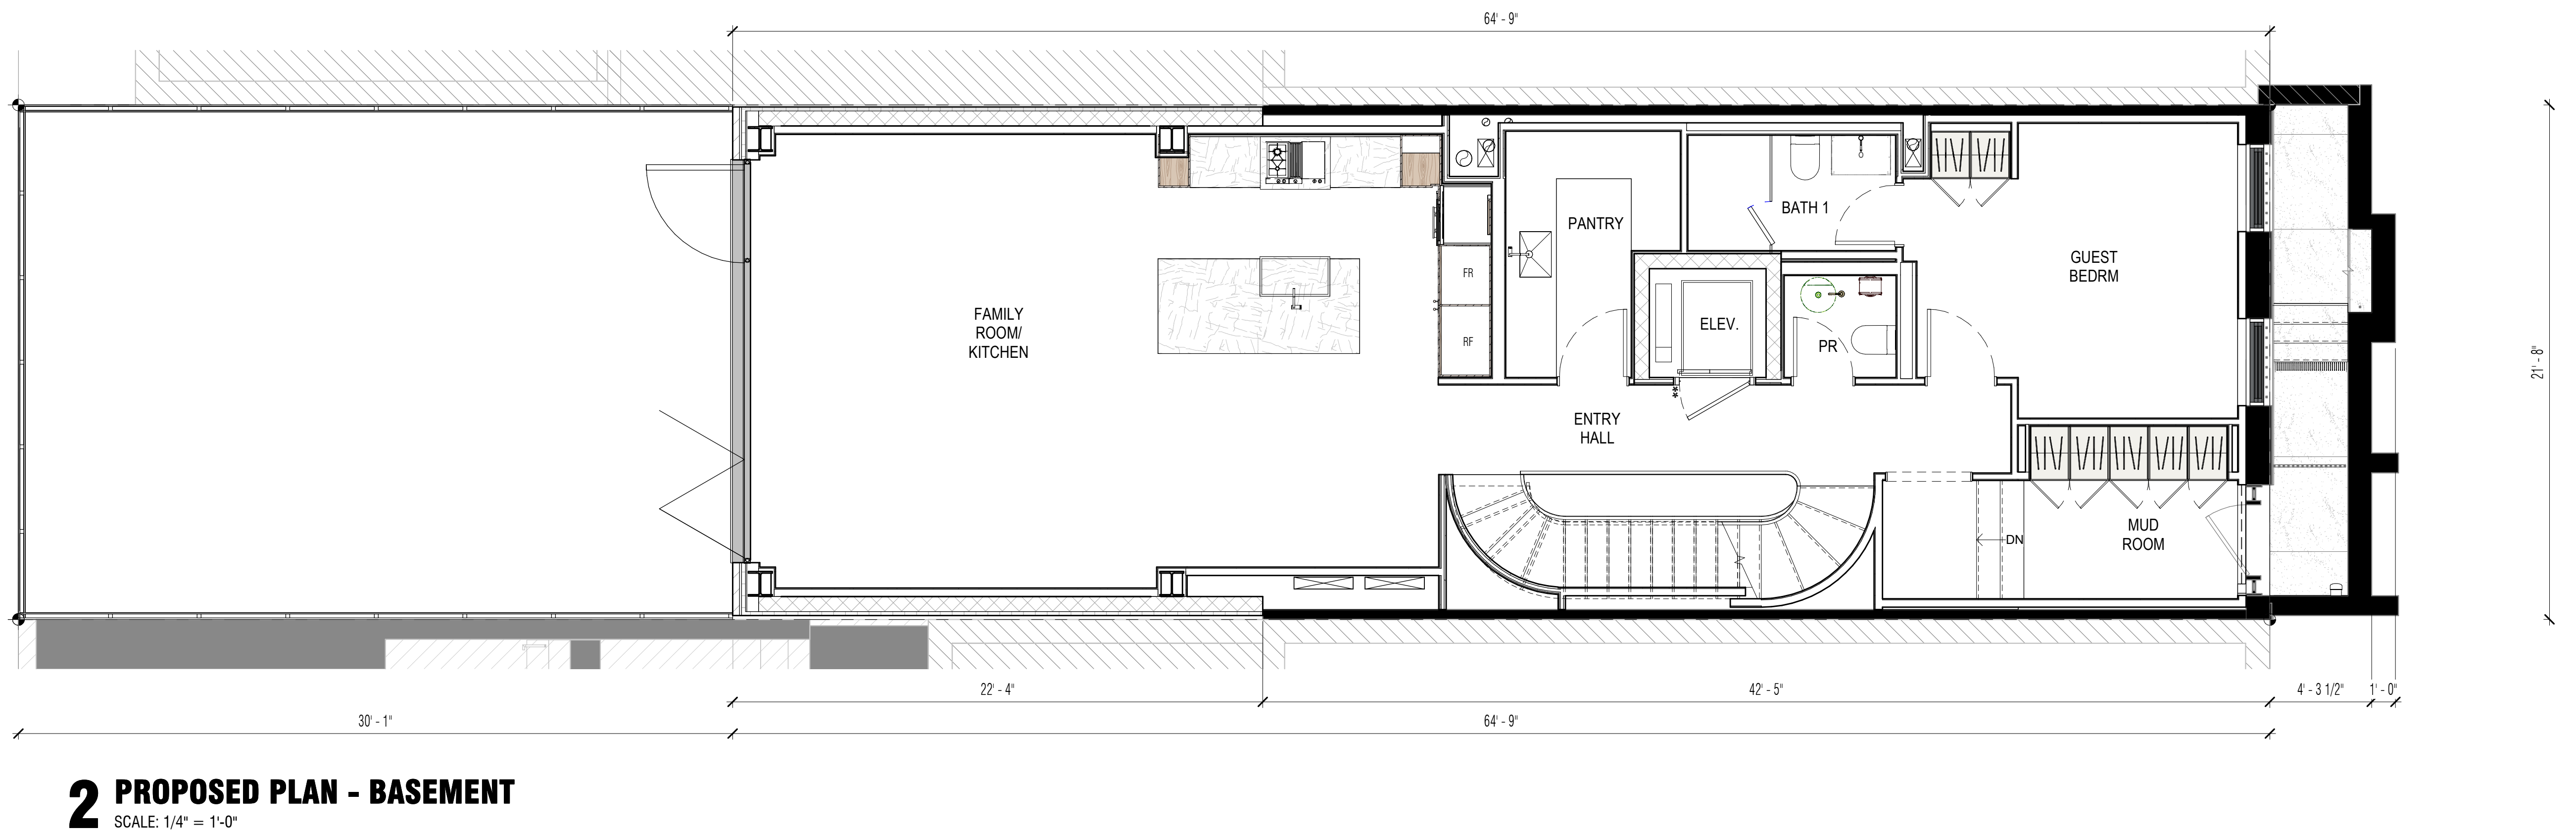 64' - 9"
BATH 1
PANTRY
GUEST
BEDRM
FR
FAMILY
ROOM/
KITCHEN
ELEV.
RF
PR
21' - 8"
ENTRY
HALL
MUD
ROOM
DN
22' - 4"
42' - 5"
4' - 3 1/2"
1' - 0"
30' - 1"
64' - 9"
2 PROPOSED PLAN - BASEMENT
SCALE: 1/4" = 1'-0"